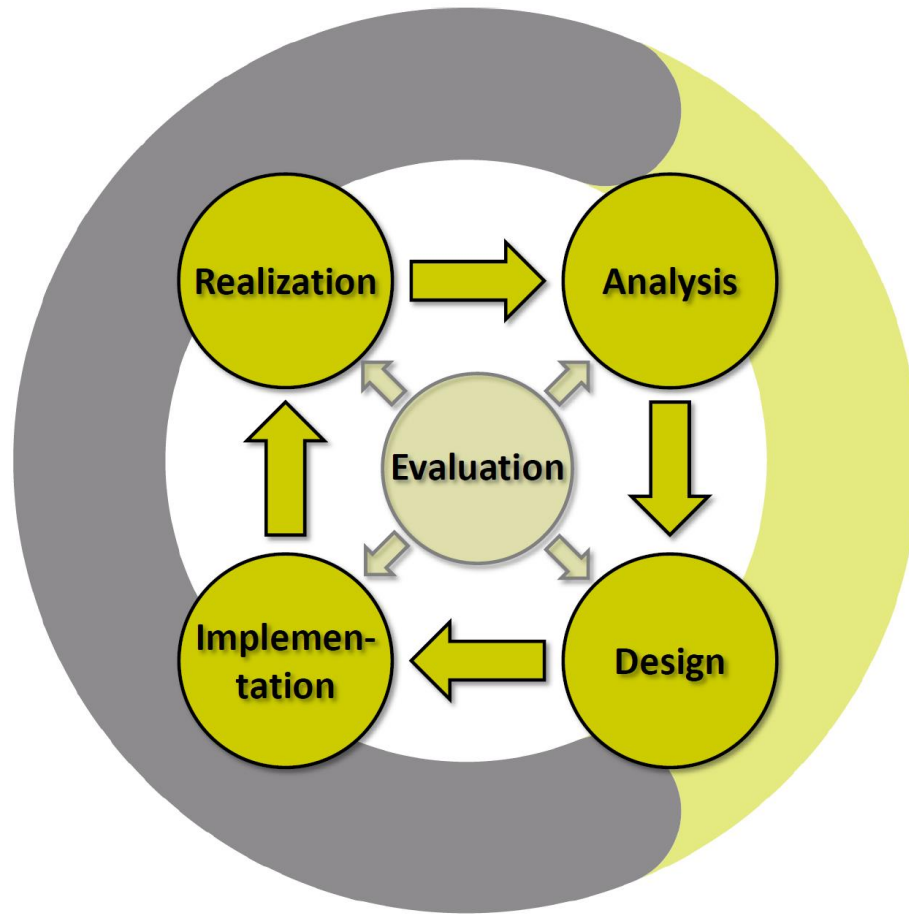 Realization
Analysis
Evaluation
Implemen-
tation
Design